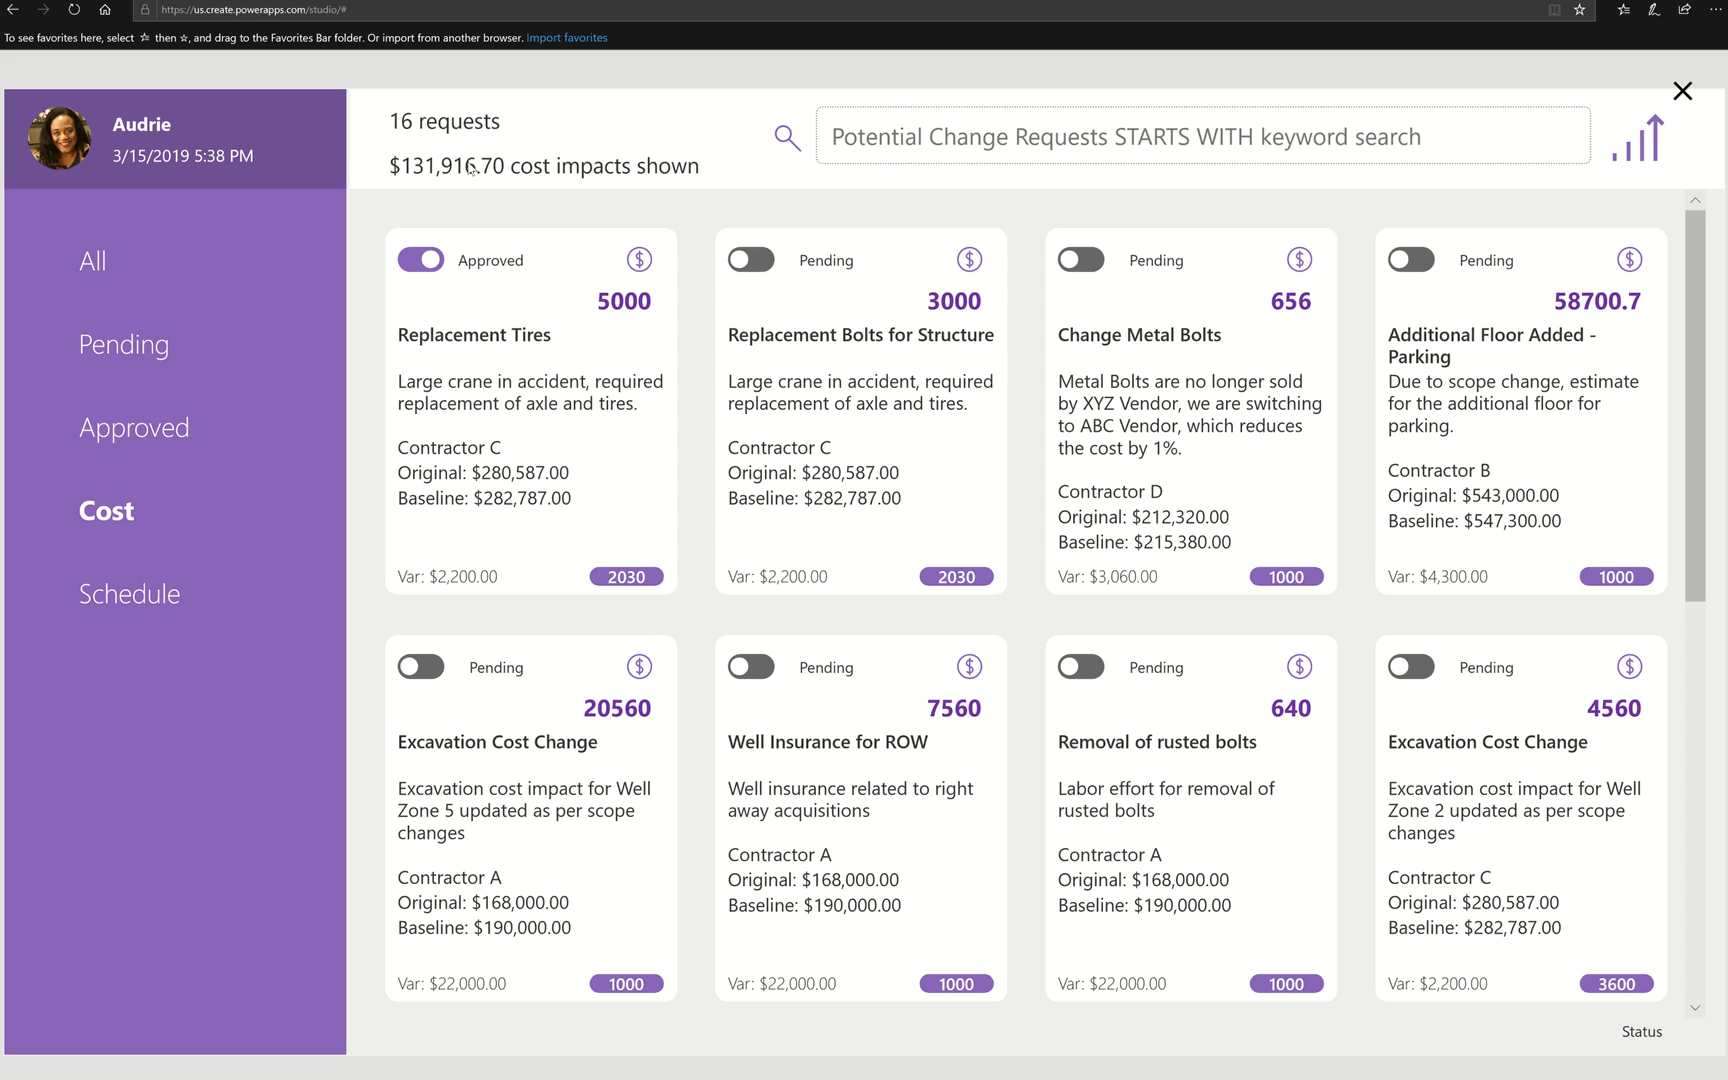 https://us.create.powerapps.com/studio/#
To see favorites here, select then , and drag to the Favorites Bar folder. Or import from another browser. Import favorites
Audrie
3/15/2019 5:38 PM
16 requests
$131,916.70 cost impacts shown
Potential Change Requests STARTS WITH keyword search
All
Pending
Approved
Cost
Schedule
Approved
5000
Replacement Tires
Large crane in accident, required
replacement of axle and tires.
Contractor C
Original: $280,587.00
Baseline: $282,787.00
Var: $2,200.00
2030
Pending
3000
Replacement Bolts for Structure
Large crane in accident, required
replacement of axle and tires.
Contractor C
Original: $280,587.00
Baseline: $282,787.00
Var: $2,200.00
2030
Pending
656
Change Metal Bolts
Metal Bolts are no longer sold
by XYZ Vendor, we are switching
to ABC Vendor, which reduces
the cost by 1%.
Contractor D
Original: $212,320.00
Baseline: $215,380.00
Var: $3,060.00
1000
Pending
58700.7
Additional Floor Added -
Parking
Due to scope change, estimate
for the additional floor for
parking.
Contractor B
Original: $543,000.00
Baseline: $547,300.00
Var: $4,300.00
1000
Pending
20560
Excavation Cost Change
Excavation cost impact for Well
Zone 5 updated as per scope
changes
Contractor A
Original: $168,000.00
Baseline: $190,000.00
Var: $22,000.00
1000
Pending
7560
Well Insurance for ROW
Well insurance related to right
away acquisitions
Contractor A
Original: $168,000.00
Baseline: $190,000.00
Var: $22,000.00
1000
Pending
640
Removal of rusted bolts
Labor effort for removal of
rusted bolts
Contractor A
Original: $168,000.00
Baseline: $190,000.00
Var: $22,000.00
1000
Pending
4560
Excavation Cost Change
Excavation cost impact for Well
Zone 2 updated as per scope
changes
Contractor C
Original: $280,587.00
Baseline: $282,787.00
Var: $2,200.00
3600
Status